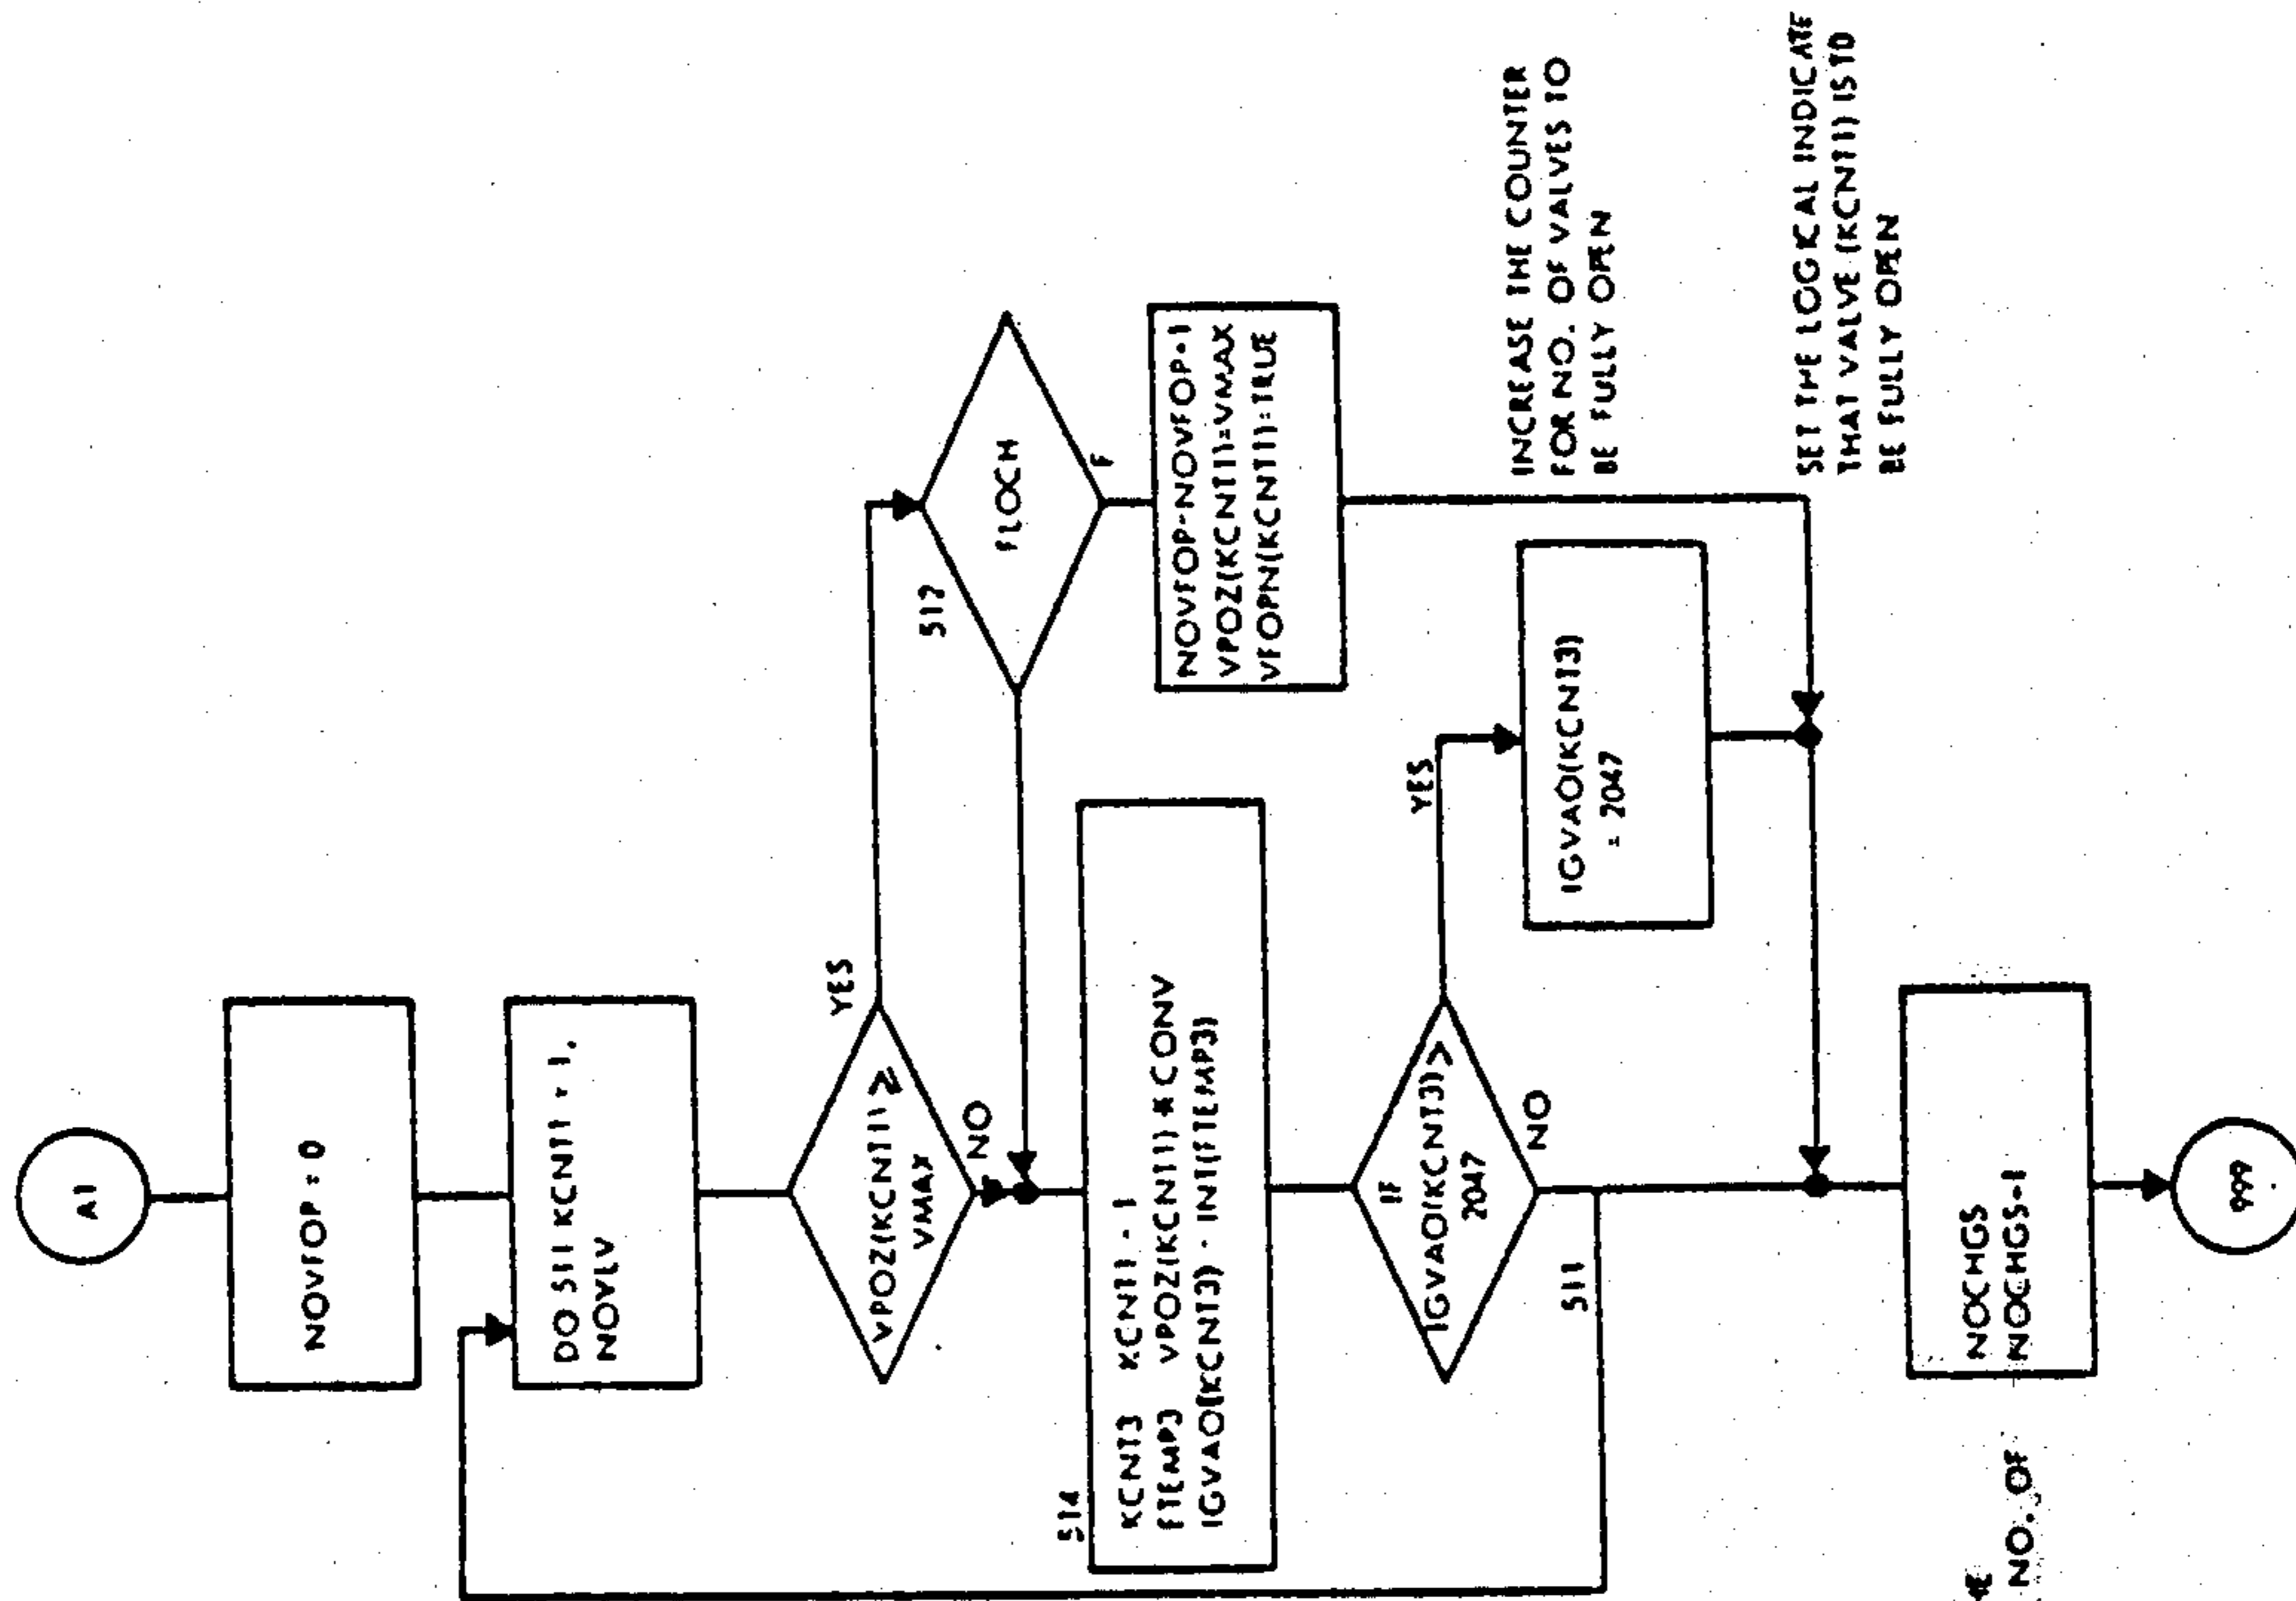 A1
NOVFOP = 0
DO 511 KCNT1 = 1,
NOVLV
VPOZ(KCNT1) ≥
VMAX
YES
NO
517
FLOCH
F
NOVFOP=NOVFOP+1
VPOZ(KCNT1)=VMAX
VFOPN(KCNT1)=TRUE
514
KCNT3 KCNT1 - 1
FTEMP3 VPOZ(KCNT1) * CONV
IGVAO(KCNT3) - INT(FTEMP3)
IF
IGVAO(KCNT3) >
2047
YES
NO
IGVAO(KCNT3)
= 2047
511
INCREASE THE COUNTER
FOR NO. OF VALVES TO
BE FULLY OPEN
SET THE LOGICAL INDICATE
THAT VALVE (KCNT1) IS TO
BE FULLY OPEN
NOCHGS
NOCHGS+1
NO. OF
999